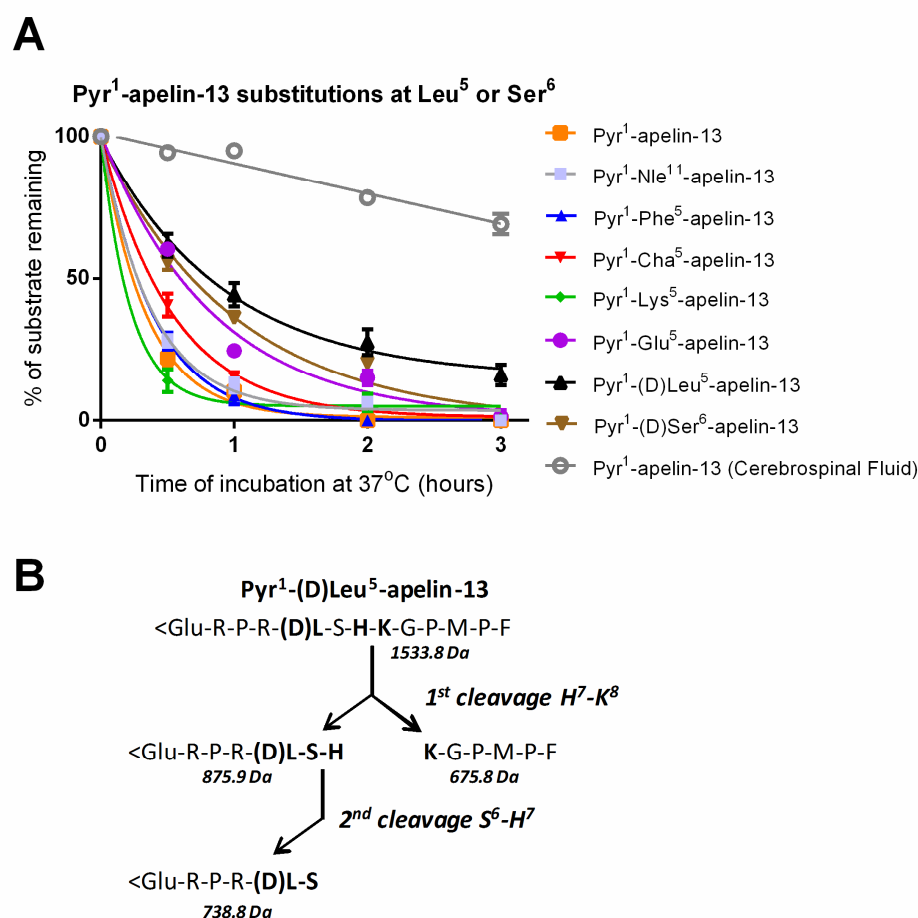 A
Pyr¹-apelin-13 substitutions at Leu⁵ or Ser⁶
100
50
0
% of substrate remaining
0 1 2 3
Time of incubation at 37ºC (hours)
Pyr¹-apelin-13
Pyr¹-Nle¹¹-apelin-13
Pyr¹-Phe⁵-apelin-13
Pyr¹-Cha⁵-apelin-13
Pyr¹-Lys⁵-apelin-13
Pyr¹-Glu⁵-apelin-13
Pyr¹-(D)Leu⁵-apelin-13
Pyr¹-(D)Ser⁶-apelin-13
Pyr¹-apelin-13 (Cerebrospinal Fluid)
B
Pyr¹-(D)Leu⁵-apelin-13
<Glu-R-P-R-(D)L-S-H-K-G-P-M-P-F
1533.8 Da
1ˢᵗ cleavage H⁷-K⁸
<Glu-R-P-R-(D)L-S-H K-G-P-M-P-F
875.9 Da 675.8 Da
2ⁿᵈ cleavage S⁶-H⁷
<Glu-R-P-R-(D)L-S
738.8 Da